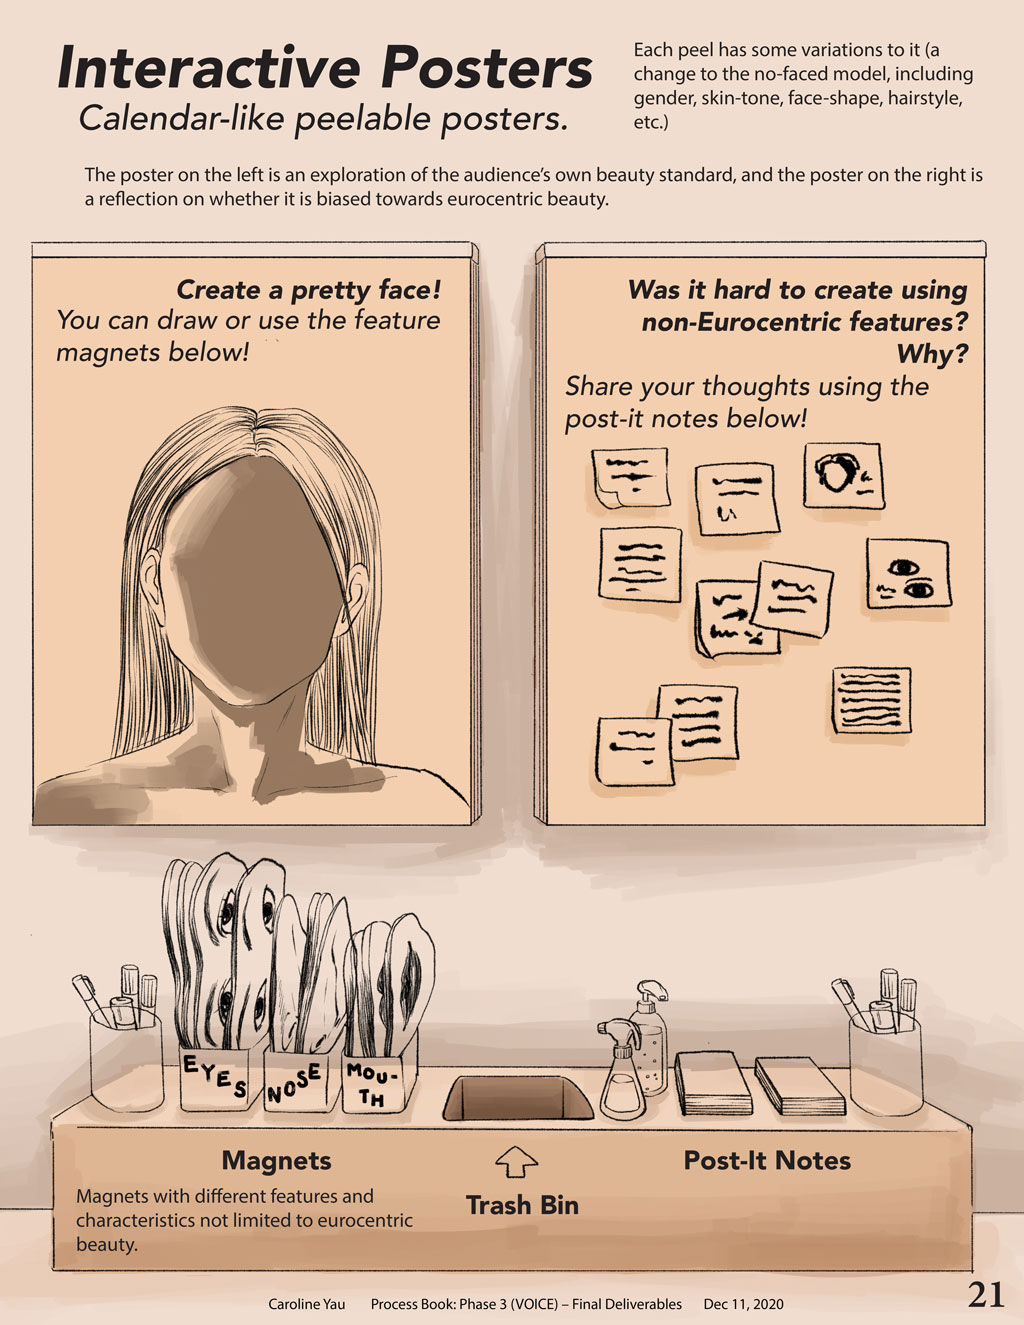 Interactive Posters
Calendar-like peelable posters.
Each peel has some variations to it (a
change to the no-faced model, including
gender, skin-tone, face-shape, hairstyle,
etc.)
The poster on the left is an exploration of the audience's own beauty standard, and the poster on the right is
a reflection on whether it is biased towards eurocentric beauty.
Create a pretty face!
You can draw or use the feature
magnets below!
Was it hard to create using
non-Eurocentric features?
Why?
Share your thoughts using the
post-it notes below!
EYES
NOSE
MOU-
TH
Magnets
Magnets with different features and
characteristics not limited to eurocentric
beauty.
Trash Bin
Post-It Notes
Caroline Yau Process Book: Phase 3 (VOICE) – Final Deliverables Dec 11, 2020
21